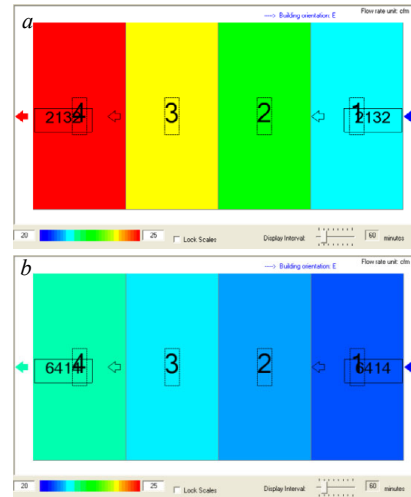 a
Flow rate unit: cfm
Building orientation: E
2132 4 3 2 1 2132
20 25 Lock Scales Display Interval: 60 minutes
b
Flow rate unit: cfm
Building orientation: E
6414 4 3 2 1 6414
20 25 Lock Scales Display Interval: 60 minutes